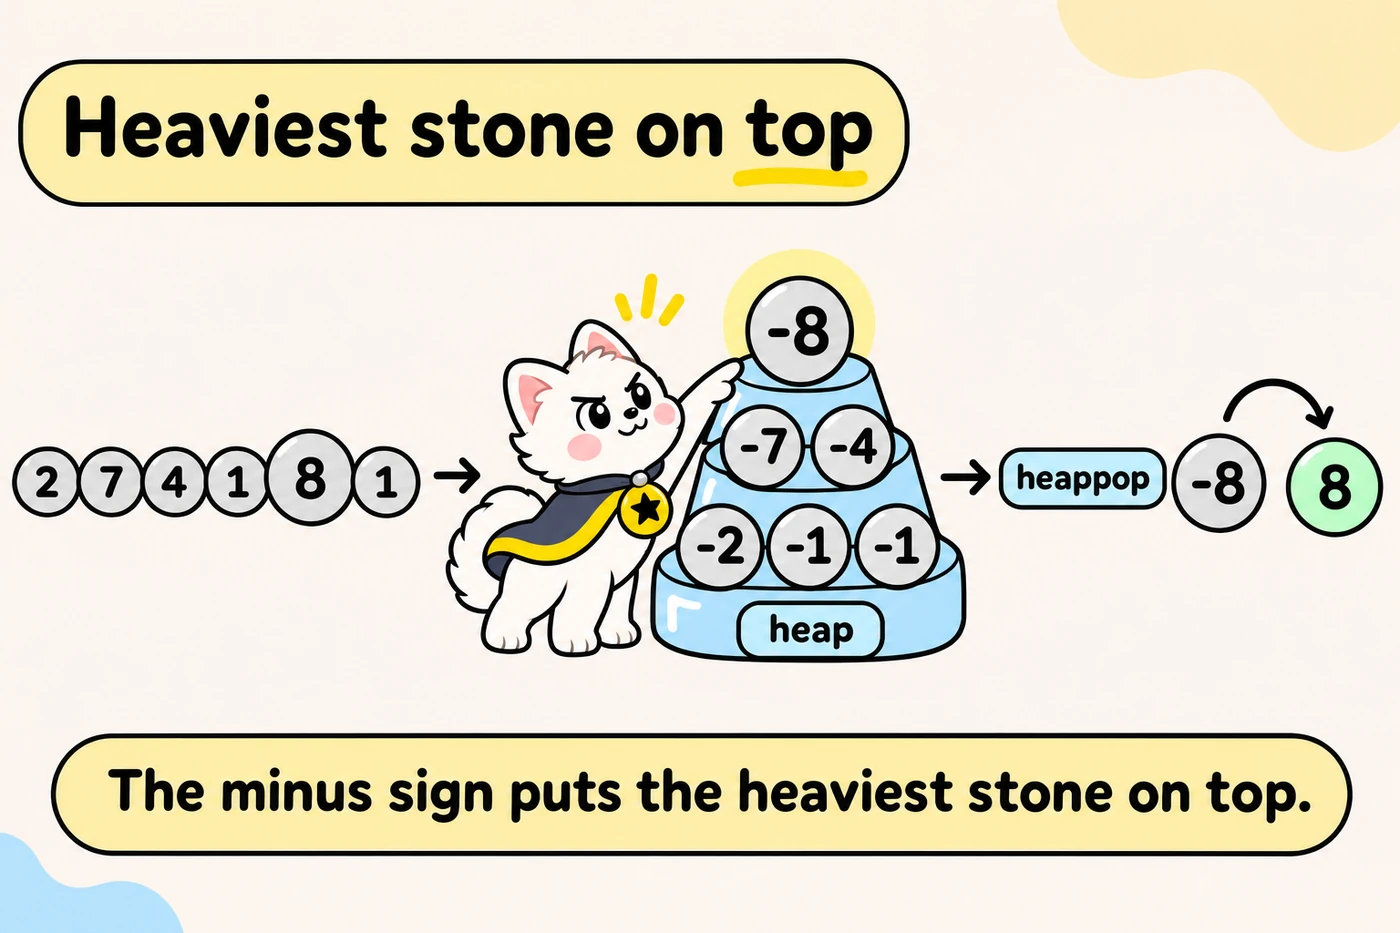 Heaviest stone on top
2 7 4 1 8 1
-8
-7 -4
-2 -1 -1
heap
heappop -8 8
The minus sign puts the heaviest stone on top.